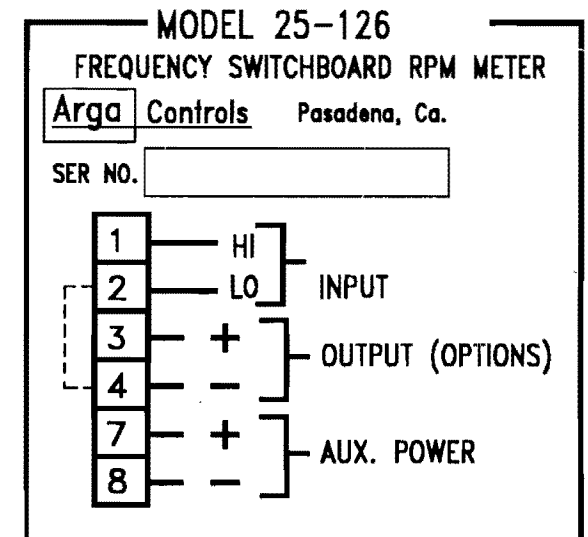 MODEL 25-126
FREQUENCY SWITCHBOARD RPM METER
Arga Controls Pasadena, Ca.
SER NO.
1 HI
2 LO INPUT
3 +
OUTPUT (OPTIONS)
4 -
7 +
AUX. POWER
8 -